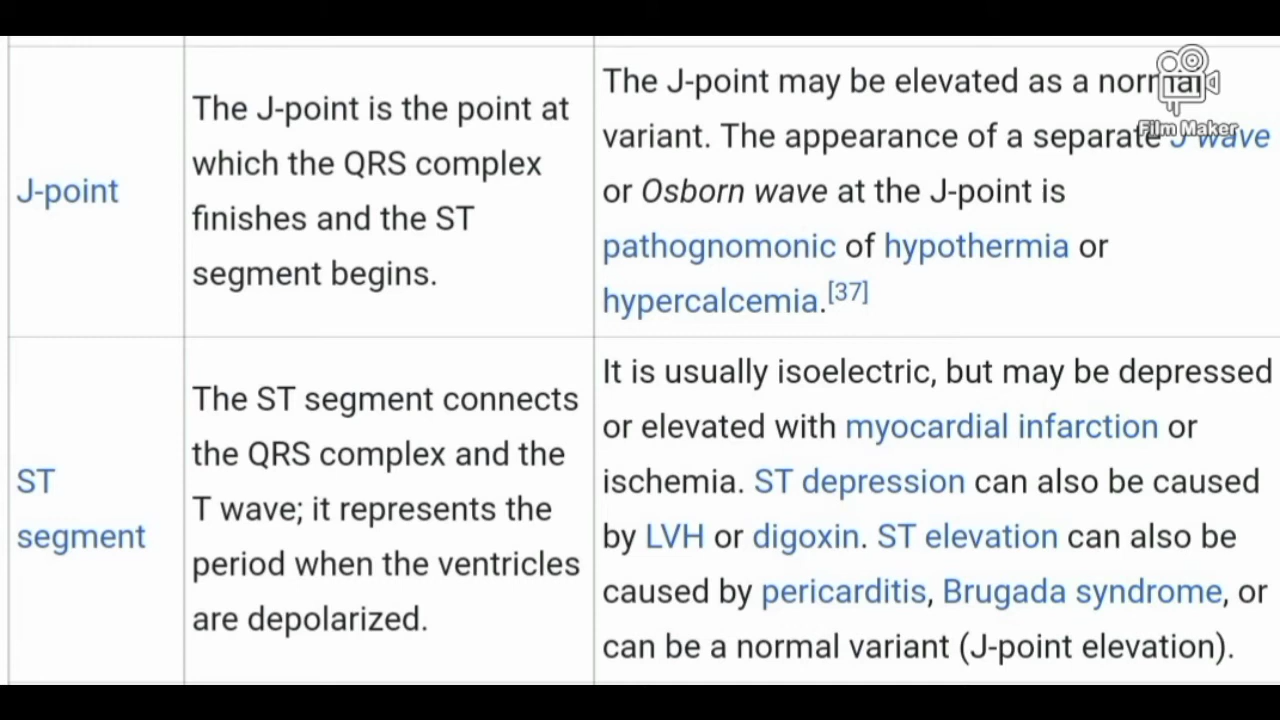 J-point
The J-point is the point at
which the QRS complex
finishes and the ST
segment begins.
The J-point may be elevated as a normal
variant. The appearance of a separate J wave
or Osborn wave at the J-point is
pathognomonic of hypothermia or
hypercalcemia.[37]
ST
segment
The ST segment connects
the QRS complex and the
T wave; it represents the
period when the ventricles
are depolarized.
It is usually isoelectric, but may be depressed
or elevated with myocardial infarction or
ischemia. ST depression can also be caused
by LVH or digoxin. ST elevation can also be
caused by pericarditis, Brugada syndrome, or
can be a normal variant (J-point elevation).
Film Maker